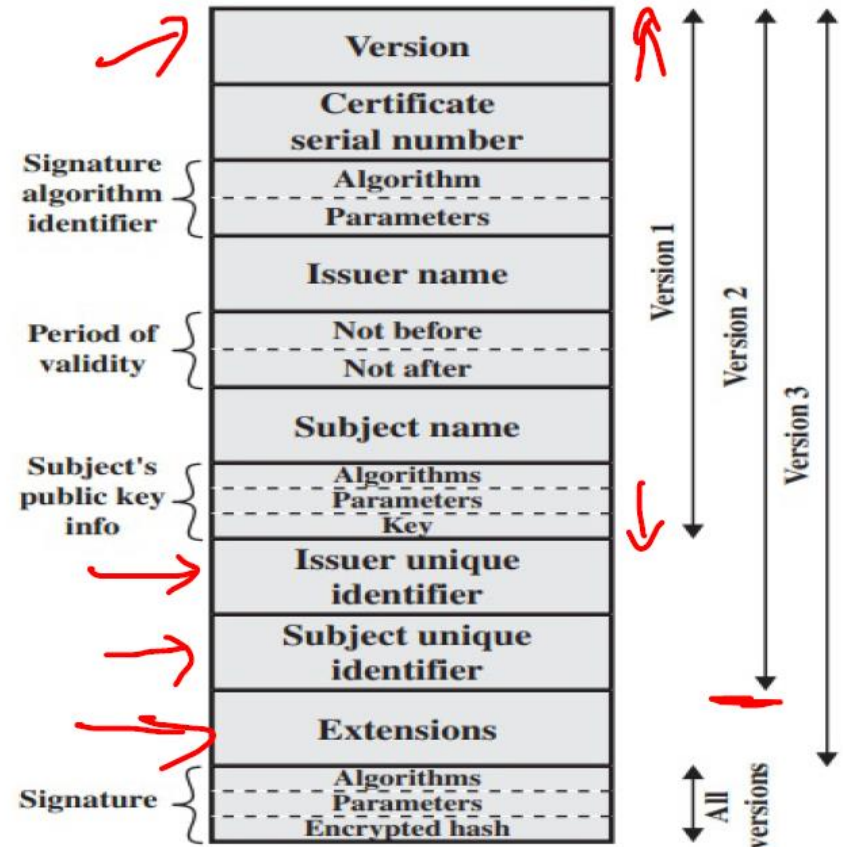 Version
Certificate
serial number
Signature
algorithm
identifier
Algorithm
Parameters
Issuer name
Period of
validity
Not before
Not after
Subject name
Subject's
public key
info
Algorithms
Parameters
Key
Issuer unique
identifier
Subject unique
identifier
Extensions
Signature
Algorithms
Parameters
Encrypted hash
Version 1
Version 2
Version 3
All
versions